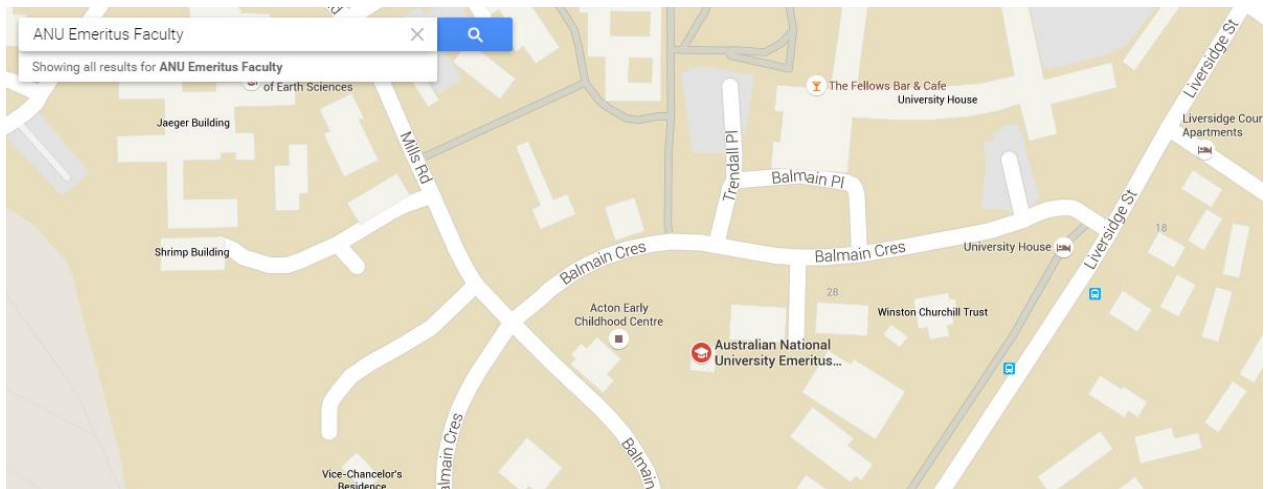 ANU Emeritus Faculty
Showing all results for ANU Emeritus Faculty
of Earth Sciences
Jaeger Building
Mills Rd
The Fellows Bar & Cafe
University House
Liversidge St
Liversidge Cour
Apartments
Trendall Pl
Balmain Pl
Shrimp Building
Balmain Cres
Balmain Cres
University House
Liversidge St
18
28
Acton Early
Childhood Centre
Winston Churchill Trust
Australian National
University Emeritus...
Balmain Cres
Balmain
Vice-Chancelor's
Residence